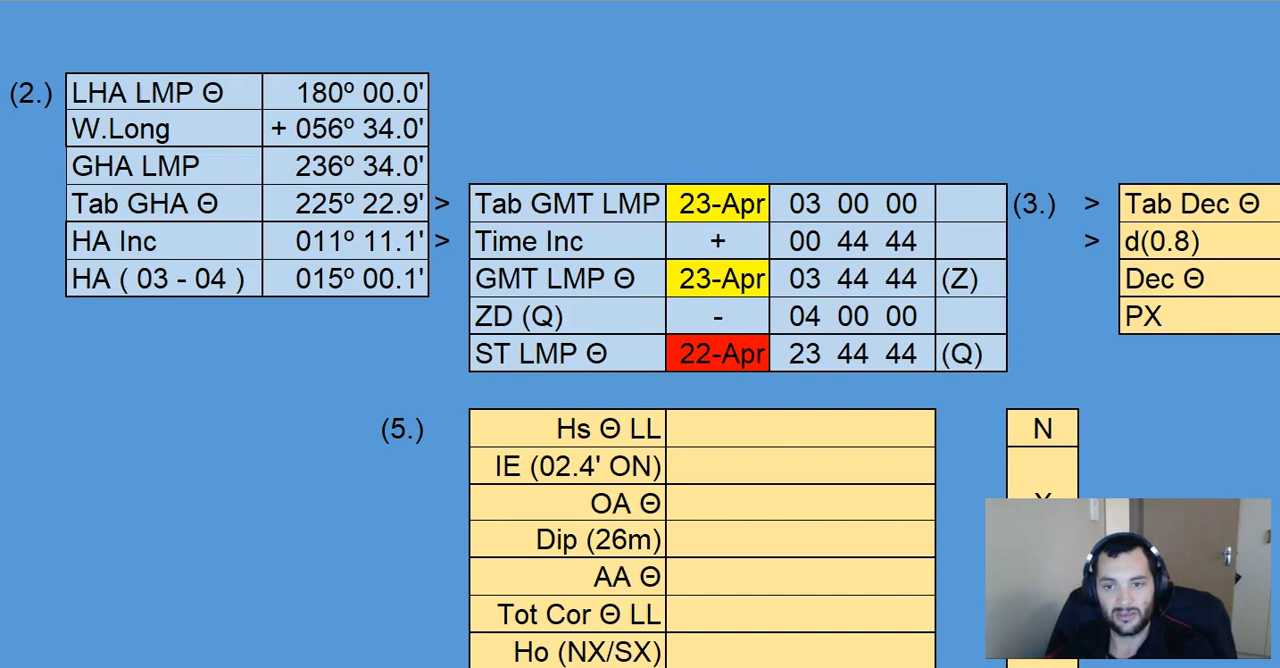 (2.) LHA LMP Θ 180º 00.0'
W.Long + 056º 34.0'
GHA LMP 236º 34.0'
Tab GHA Θ 225º 22.9' > Tab GMT LMP 23-Apr 03 00 00 (3.) > Tab Dec Θ
HA Inc 011º 11.1' > Time Inc + 00 44 44 > d(0.8)
HA ( 03 - 04 ) 015º 00.1' GMT LMP Θ 23-Apr 03 44 44 (Z) Dec Θ
ZD (Q) - 04 00 00 PX
ST LMP Θ 22-Apr 23 44 44 (Q)
(5.) Hs Θ LL N
IE (02.4' ON)
OA Θ
Dip (26m)
AA Θ
Tot Cor Θ LL
Ho (NX/SX)